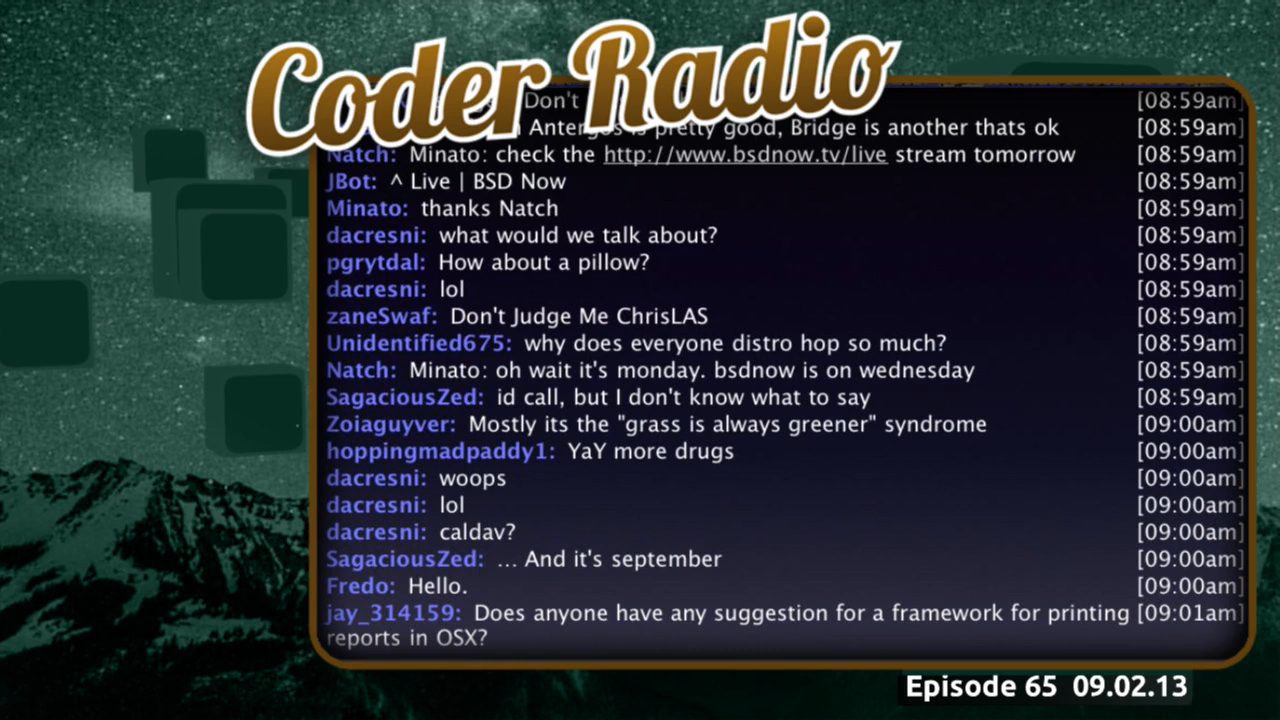 Coder Radio
Don't [08:59am]
Antergos is pretty good, Bridge is another thats ok [08:59am]
Natch: Minato: check the http://www.bsdnow.tv/live stream tomorrow [08:59am]
JBot: ^ Live | BSD Now [08:59am]
Minato: thanks Natch [08:59am]
dacresni: what would we talk about? [08:59am]
pgrytdal: How about a pillow? [08:59am]
dacresni: lol [08:59am]
zaneSwaf: Don't Judge Me ChrisLAS [08:59am]
Unidentified675: why does everyone distro hop so much? [08:59am]
Natch: Minato: oh wait it's monday. bsdnow is on wednesday [08:59am]
SagaciousZed: id call, but I don't know what to say [08:59am]
Zoiaguyver: Mostly its the "grass is always greener" syndrome [09:00am]
hoppingmadpaddy1: YaY more drugs [09:00am]
dacresni: woops [09:00am]
dacresni: lol [09:00am]
dacresni: caldav? [09:00am]
SagaciousZed: ... And it's september [09:00am]
Fredo: Hello. [09:00am]
jay_314159: Does anyone have any suggestion for a framework for printing [09:01am]
reports in OSX?
Episode 65 09.02.13